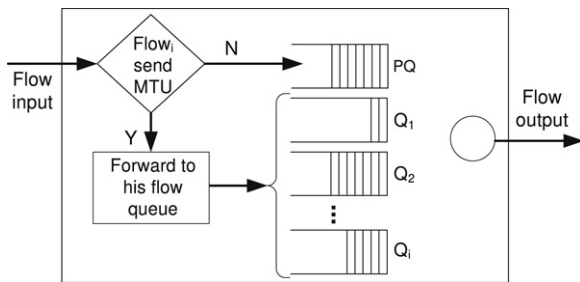 Flow
input
Flowᵢ
send
MTU
N
Y
Forward to
his flow
queue
PQ
Q₁
Q₂
Qᵢ
Flow
output